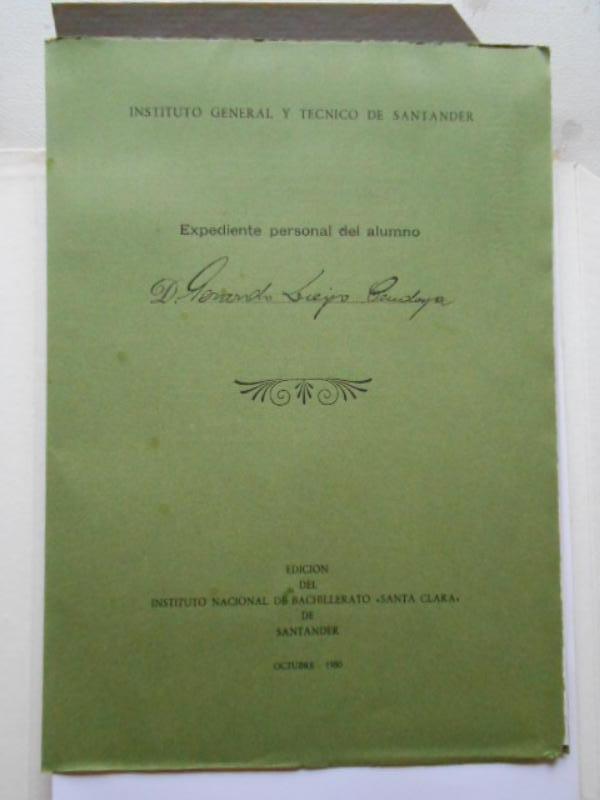 INSTITUTO GENERAL Y TECNICO DE SANTANDER
Expediente personal del alumno
D. Gerardo Diego Cendoya
EDICION
DEL
INSTITUTO NACIONAL DE BACHILLERATO «SANTA CLARA»
DE
SANTANDER
OCTUBRE 1980